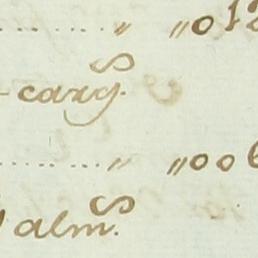 ........ „ „012
carg.s
........ „ „006
alm.s